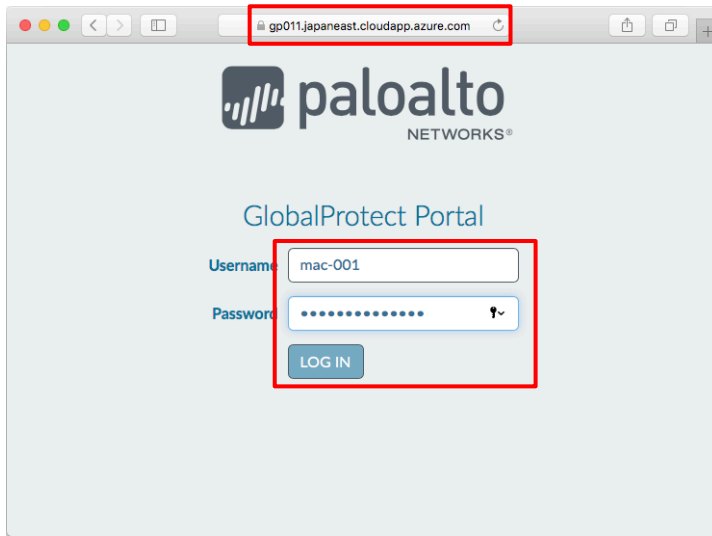 gp011.japaneast.cloudapp.azure.com
paloalto
NETWORKS®
GlobalProtect Portal
Username mac-001
Password ••••••••••••••
LOG IN